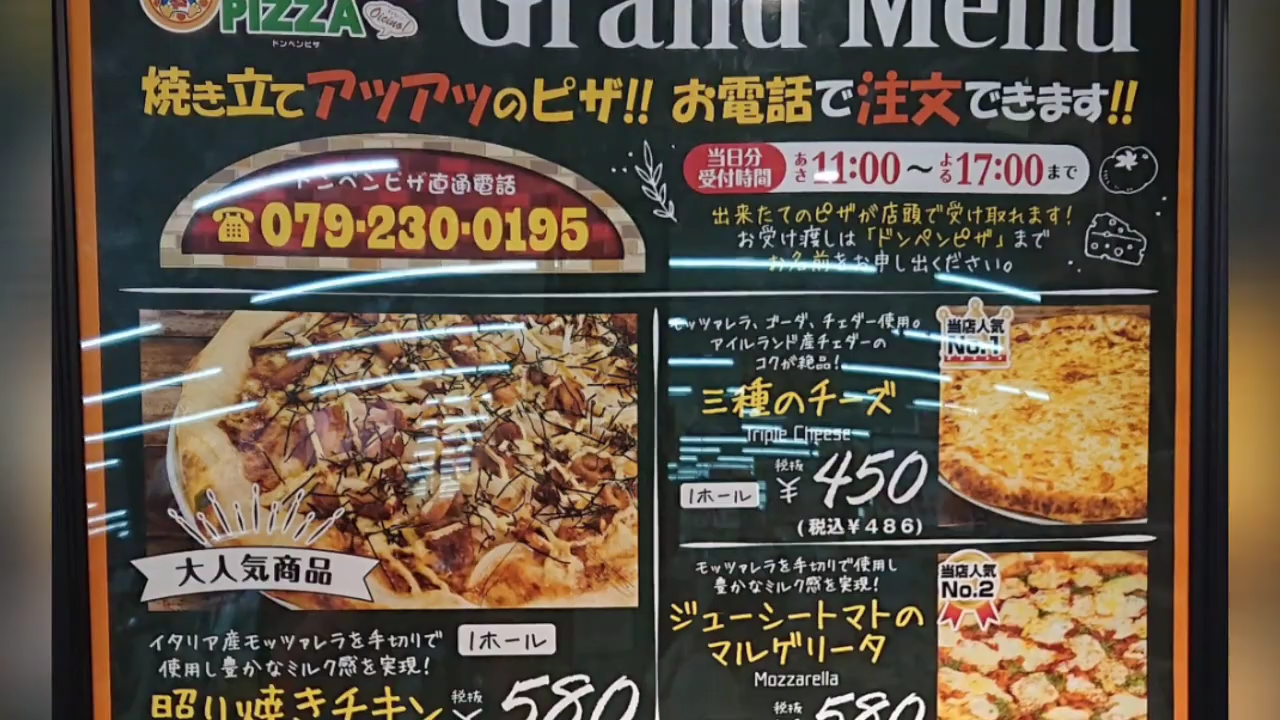 PIZZA
Oicino!
ドンペンピザ
Grand Menu
焼き立てアツアツのピザ!! お電話で注文できます!!
ドンペンピザ直通電話
☎079-230-0195
当日分
受付時間
あさ11:00～よる17:00まで
出来たてのピザが店頭で受け取れます!
お受け渡しは「ドンペンピザ」まで
お名前をお申し出ください。
大人気商品
イタリア産モッツァレラを手切りで
使用し豊かなミルク感を実現!
1ホール
照り焼きチキン
税抜
¥580
モッツァレラ、ゴーダ、チェダー使用。
アイルランド産チェダーの
コクが絶品!
三種のチーズ
Triple Cheese
1ホール
税抜
¥450
(税込¥486)
当店人気
No.1
モッツァレラを手切りで使用し
豊かなミルク感を実現!
ジューシートマトの
マルゲリータ
Mozzarella
税抜
¥580
当店人気
No.2